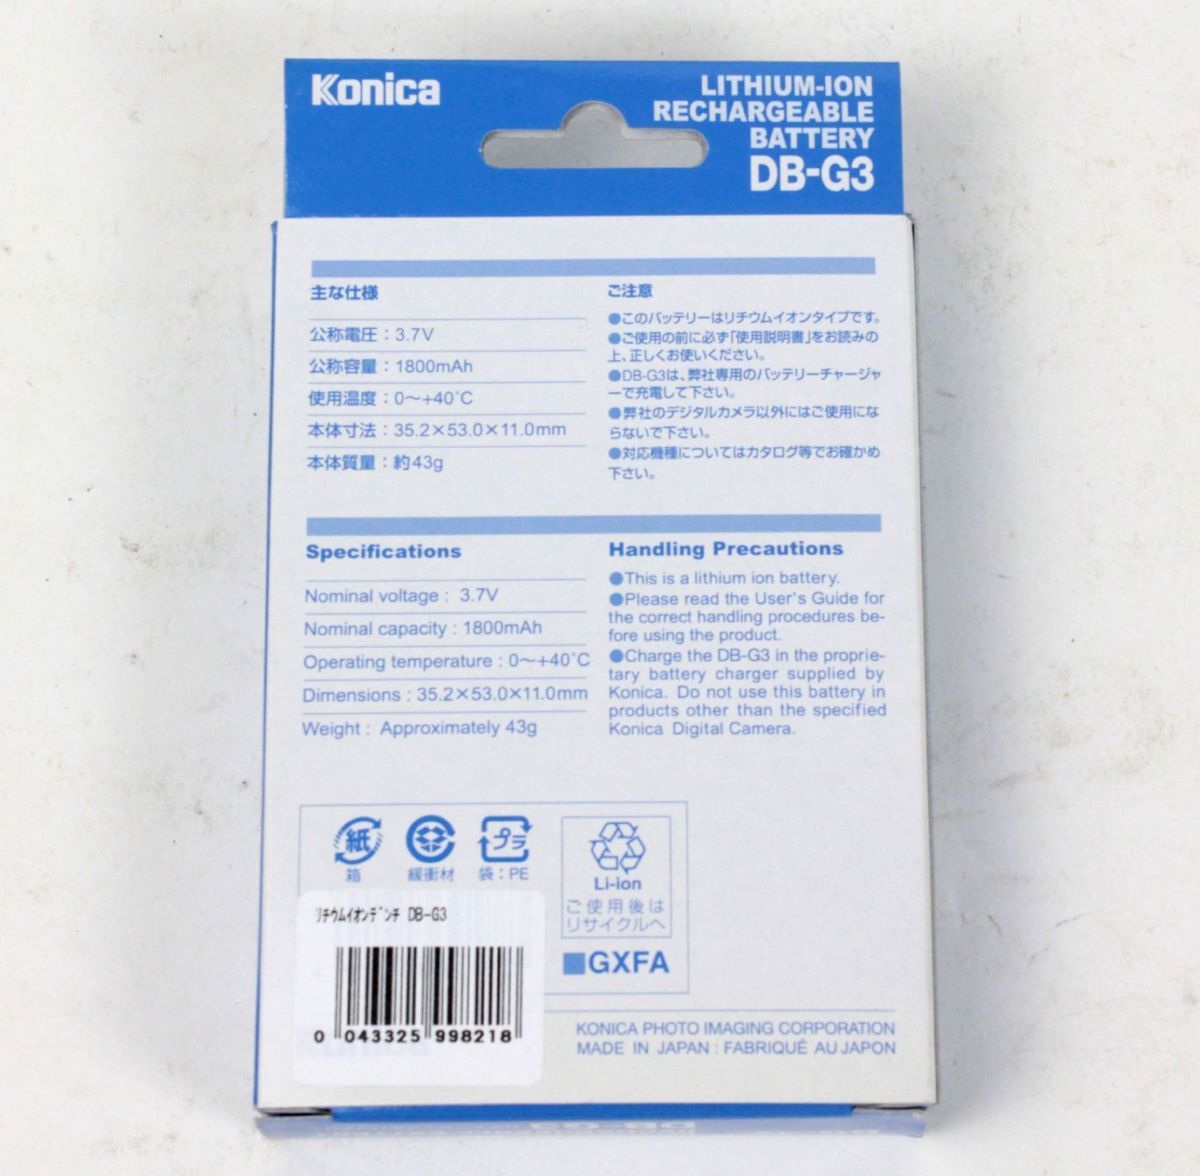 Konica
LITHIUM-ION
RECHARGEABLE
BATTERY
DB-G3
主な仕様
公称電圧：3.7V
公称容量：1800mAh
使用温度：0〜+40˚C
本体寸法：35.2×53.0×11.0mm
本体質量：約43g
ご注意
●このバッテリーはリチウムイオンタイプです。
●ご使用の前に必ず「使用説明書」をお読みの
上、正しくお使いください。
●DB-G3は、弊社専用のバッテリーチャージャ
ーで充電して下さい。
●弊社のデジタルカメラ以外にはご使用にな
らないで下さい。
●対応機種についてはカタログ等でお確かめ
下さい。
Specifications
Nominal voltage : 3.7V
Nominal capacity : 1800mAh
Operating temperature : 0〜+40˚C
Dimensions : 35.2×53.0×11.0mm
Weight : Approximately 43g
Handling Precautions
●This is a lithium ion battery.
●Please read the User's Guide for
the correct handling procedures be-
fore using the product.
●Charge the DB-G3 in the proprie-
tary battery charger supplied by
Konica. Do not use this battery in
products other than the specified
Konica Digital Camera.
紙
箱
緩衝材
プラ
袋：PE
Li-ion
ご使用後は
リサイクルへ
■GXFA
ﾘﾁｳﾑｲｵﾝﾃﾞﾝﾁ DB-G3
0 043325 998218
KONICA PHOTO IMAGING CORPORATION
MADE IN JAPAN : FABRIQUÉ AU JAPON